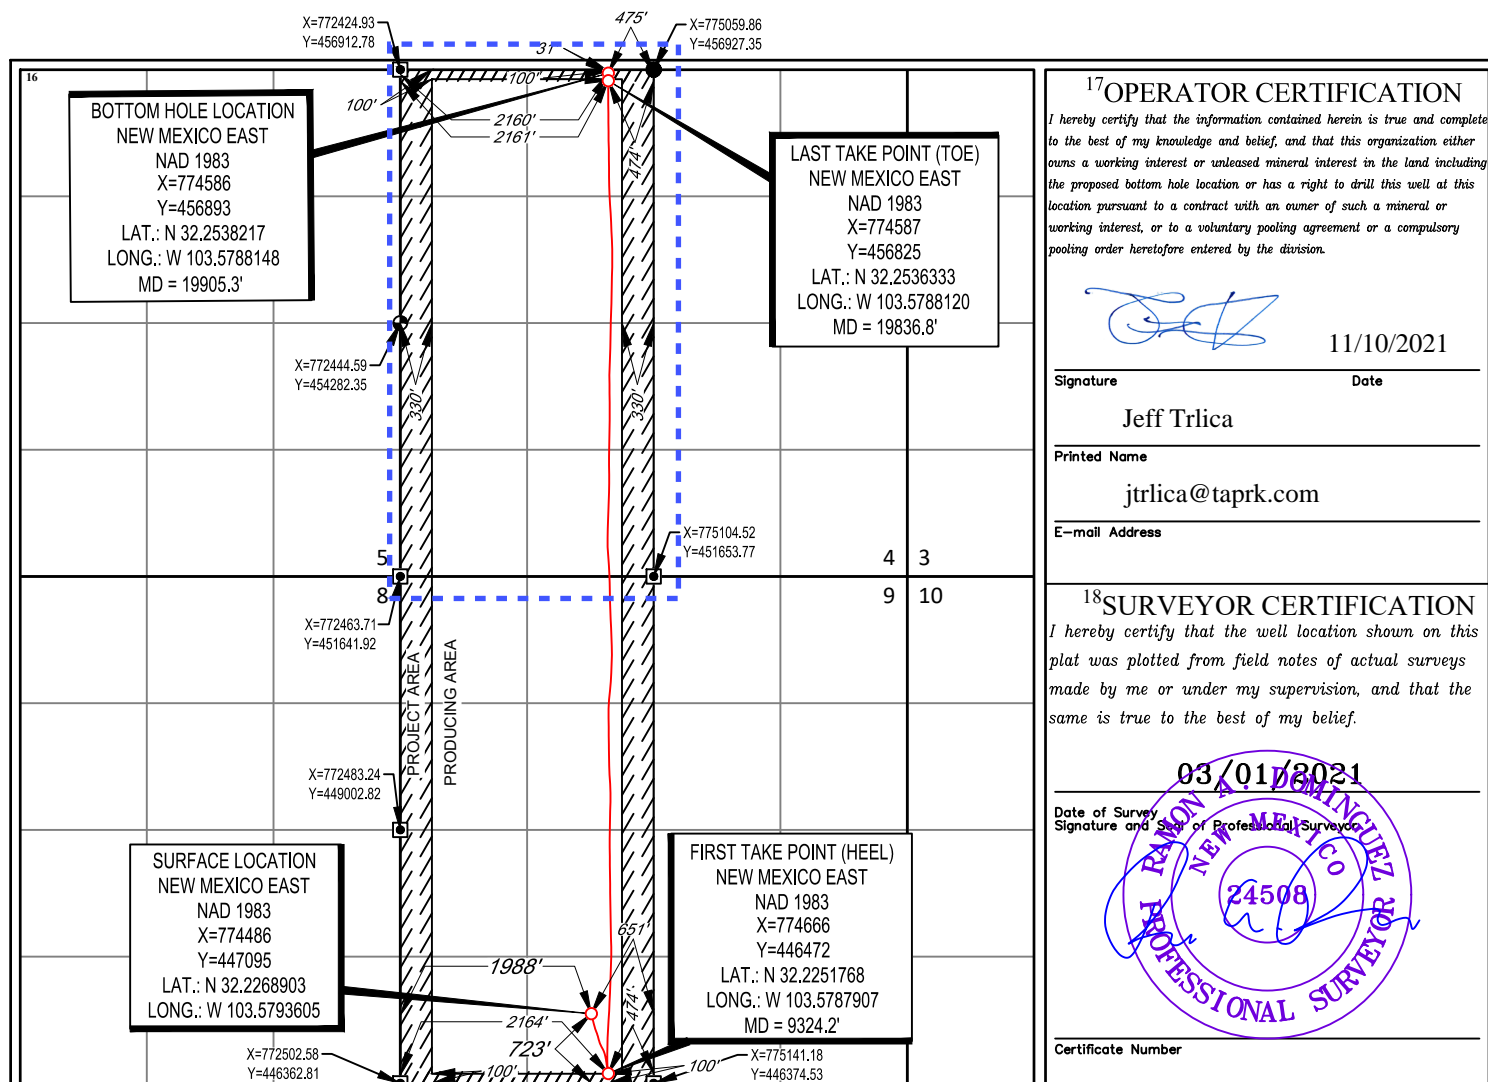 X=772424.93
Y=456912.78
475'
X=775059.86
Y=456927.35
31'
16
100'
100'
2160'
2161'
474'
BOTTOM HOLE LOCATION
NEW MEXICO EAST
NAD 1983
X=774586
Y=456893
LAT.: N 32.2538217
LONG.: W 103.5788148
MD = 19905.3'
LAST TAKE POINT (TOE)
NEW MEXICO EAST
NAD 1983
X=774587
Y=456825
LAT.: N 32.2536333
LONG.: W 103.5788120
MD = 19836.8'
X=772444.59
Y=454282.35
330'
330'
X=775104.52
Y=451653.77
5
4
3
8
9
10
X=772463.71
Y=451641.92
PROJECT AREA
PRODUCING AREA
X=772483.24
Y=449002.82
SURFACE LOCATION
NEW MEXICO EAST
NAD 1983
X=774486
Y=447095
LAT.: N 32.2268903
LONG.: W 103.5793605
FIRST TAKE POINT (HEEL)
NEW MEXICO EAST
NAD 1983
X=774666
Y=446472
LAT.: N 32.2251768
LONG.: W 103.5787907
MD = 9324.2'
651'
1988'
474'
2164'
723'
X=772502.58
Y=446362.81
100'
100'
X=775141.18
Y=446374.53
17OPERATOR CERTIFICATION
I hereby certify that the information contained herein is true and complete
to the best of my knowledge and belief, and that this organization either
owns a working interest or unleased mineral interest in the land including
the proposed bottom hole location or has a right to drill this well at this
location pursuant to a contract with an owner of such a mineral or
working interest, or to a voluntary pooling agreement or a compulsory
pooling order heretofore entered by the division.
11/10/2021
Signature
Date
Jeff Trlica
Printed Name
jtrlica@taprk.com
E-mail Address
18SURVEYOR CERTIFICATION
I hereby certify that the well location shown on this
plat was plotted from field notes of actual surveys
made by me or under my supervision, and that the
same is true to the best of my belief.
03/01/2021
Date of Survey
Signature and Seal of Professional Surveyor
RAMON A. DOMINGUEZ
NEW MEXICO
24508
PROFESSIONAL SURVEYOR
Certificate Number